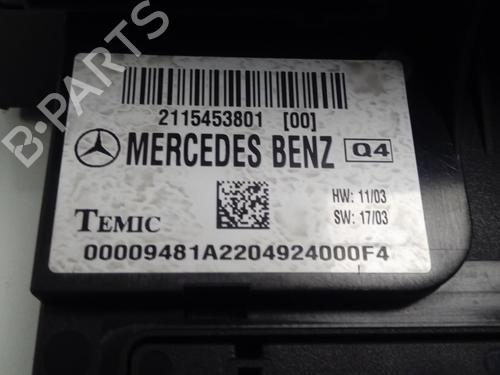 2115453801 [00]
MERCEDES BENZ Q4
HW: 11/03
SW: 17/03
TEMIC
00009481A2204924000F4
B-PARTS